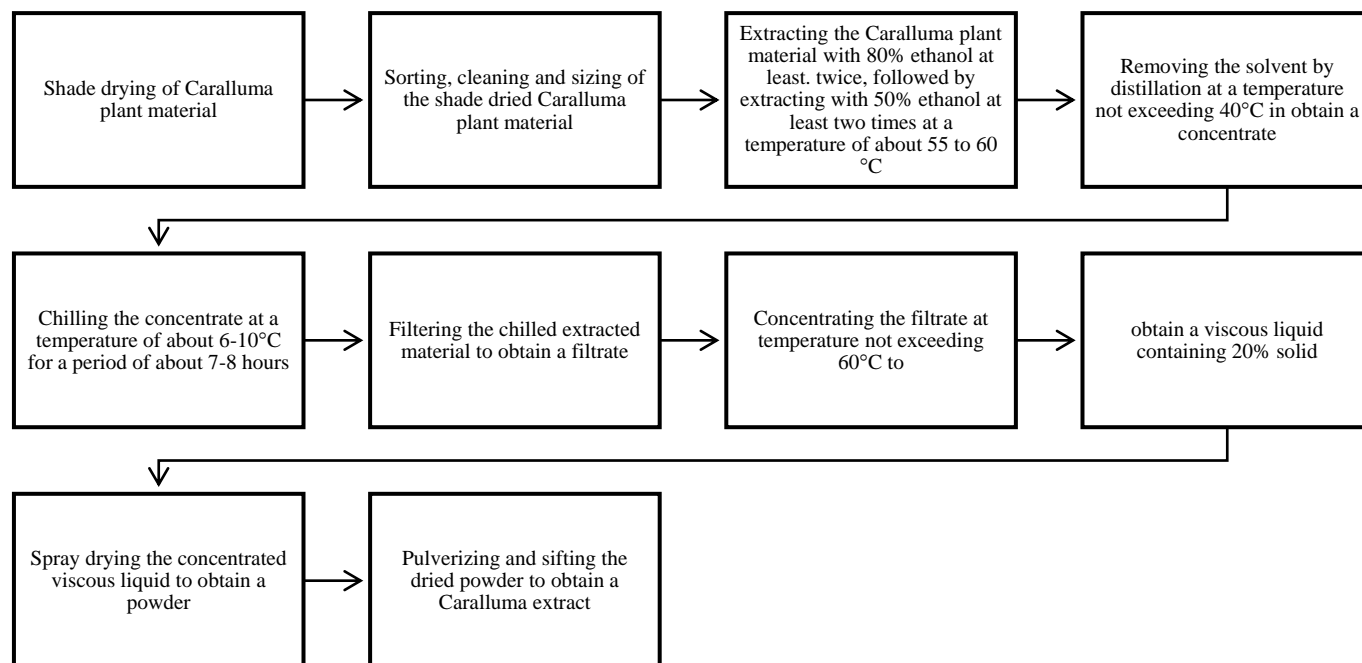 Shade drying of Caralluma
plant material
Sorting, cleaning and sizing of
the shade dried Caralluma
plant material
Extracting the Caralluma plant
material with 80% ethanol at
least. twice, followed by
extracting with 50% ethanol at
least two times at a
temperature of about 55 to 60
°C
Removing the solvent by
distillation at a temperature
not exceeding 40°C in obtain a
concentrate
Chilling the concentrate at a
temperature of about 6-10°C
for a period of about 7-8 hours
Filtering the chilled extracted
material to obtain a filtrate
Concentrating the filtrate at
temperature not exceeding
60°C to
obtain a viscous liquid
containing 20% solid
Spray drying the concentrated
viscous liquid to obtain a
powder
Pulverizing and sifting the
dried powder to obtain a
Caralluma extract